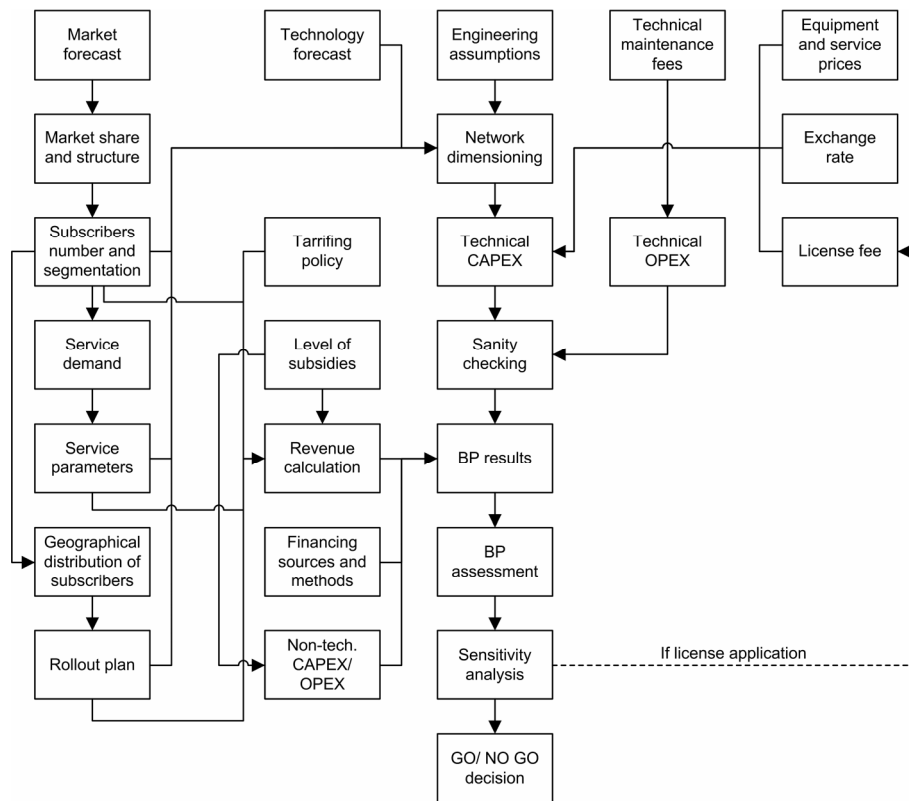 Market
forecast
Technology
forecast
Engineering
assumptions
Technical
maintenance
fees
Equipment
and service
prices
Market share
and structure
Network
dimensioning
Exchange
rate
Subscribers
number and
segmentation
Tarrifing
policy
Technical
CAPEX
Technical
OPEX
License fee
Service
demand
Level of
subsidies
Sanity
checking
Service
parameters
Revenue
calculation
BP results
Geographical
distribution of
subscribers
Financing
sources and
methods
BP
assessment
Rollout plan
Non-tech.
CAPEX/
OPEX
Sensitivity
analysis
If license application
GO/ NO GO
decision